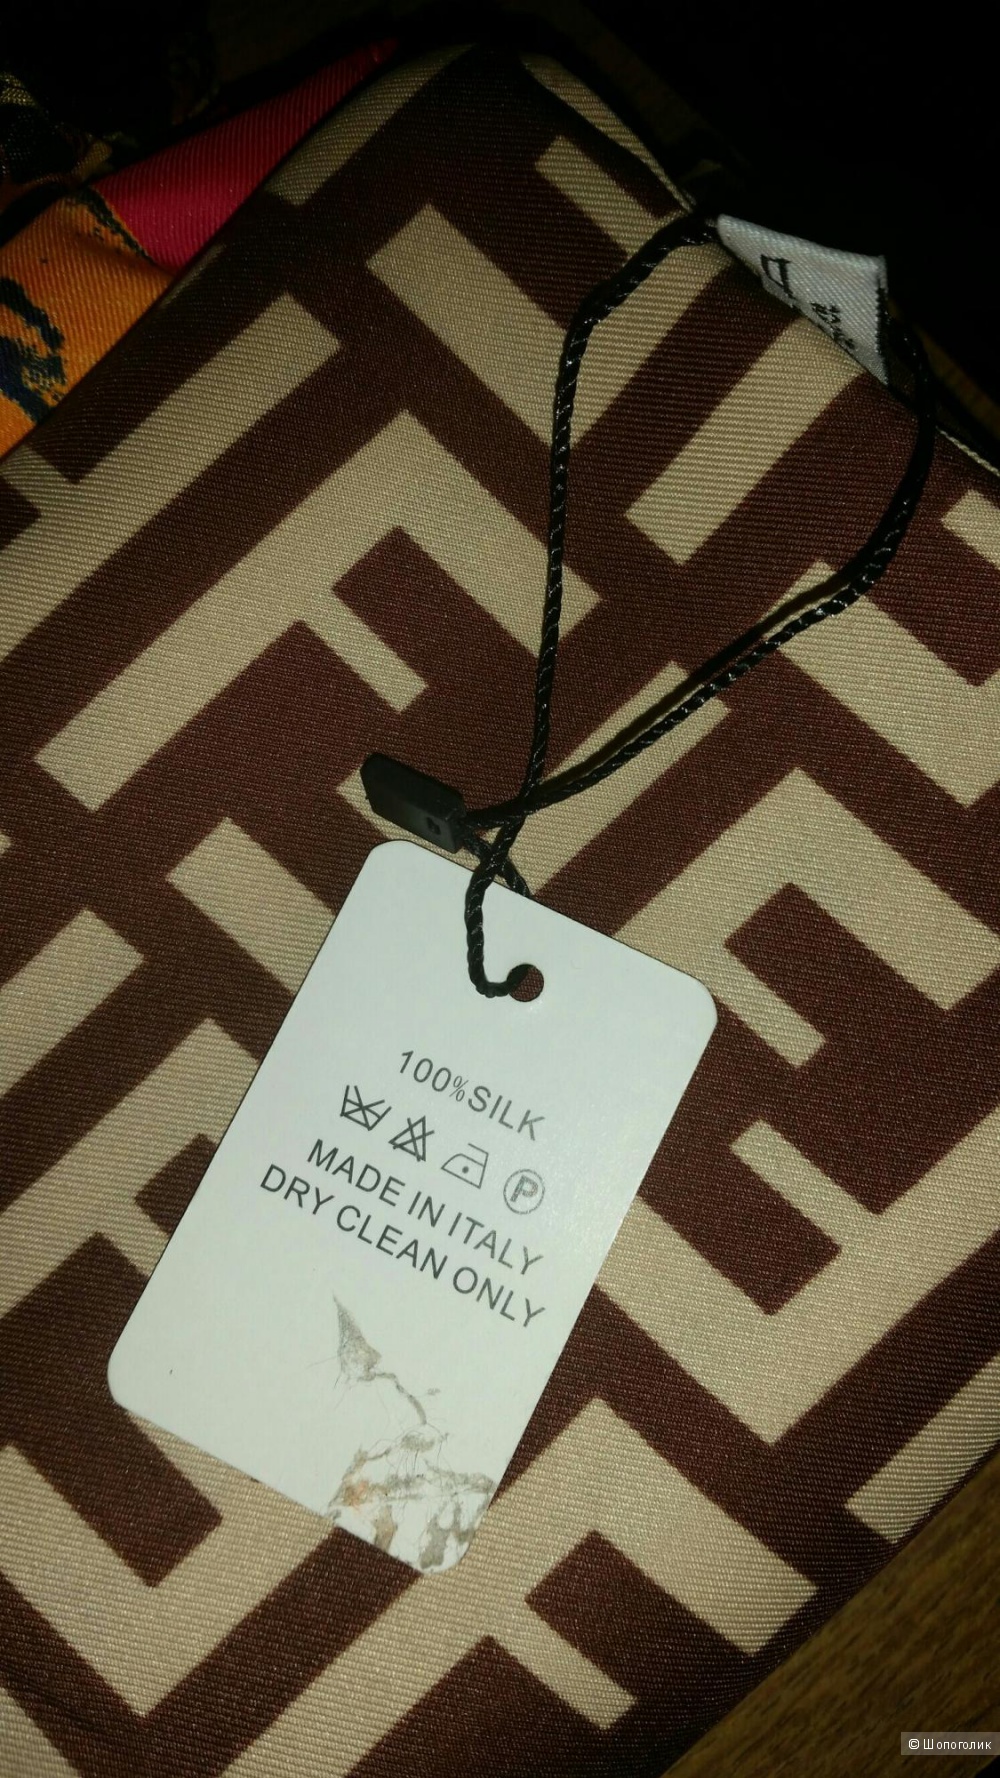 100%SILK
P
MADE IN ITALY
DRY CLEAN ONLY
© Шопоголик